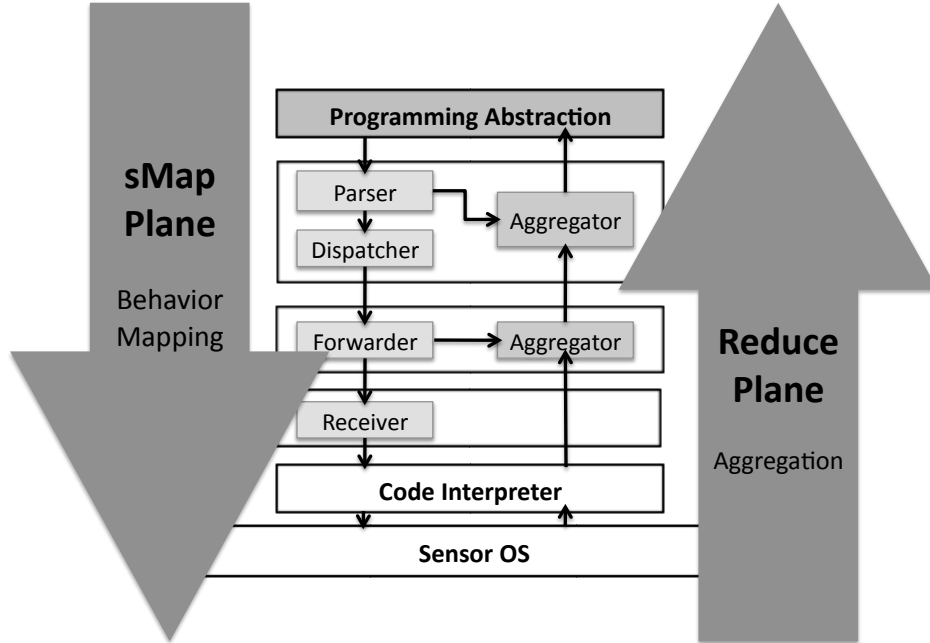 Programming Abstraction
sMap
Plane
Behavior
Mapping
Parser
Aggregator
Dispatcher
Forwarder
Aggregator
Receiver
Code Interpreter
Sensor OS
Reduce
Plane
Aggregation